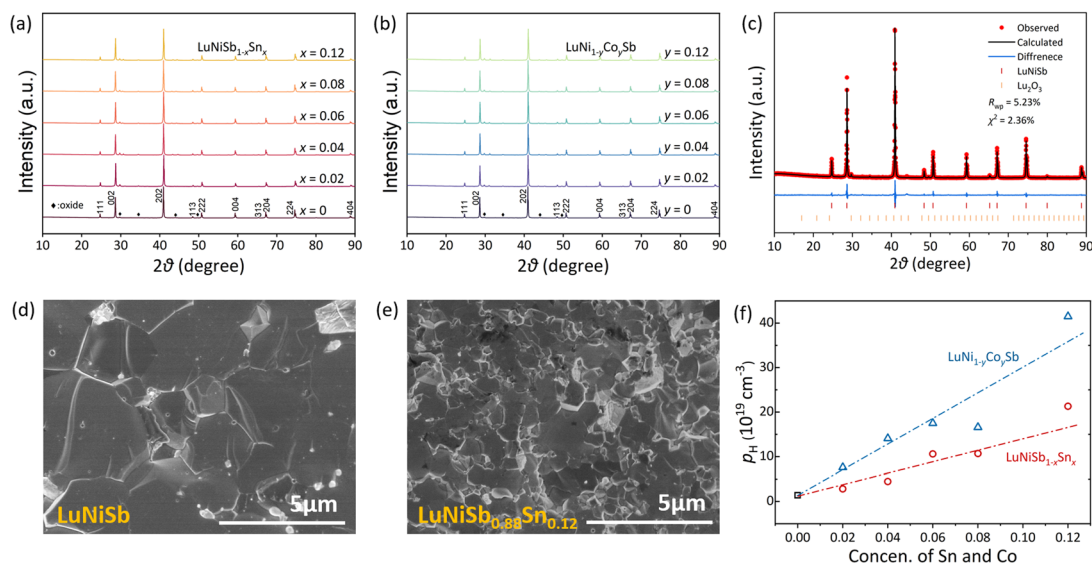 (a)
LuNiSb1-xSnx
x = 0.12
x = 0.08
x = 0.06
x = 0.04
x = 0.02
x = 0
♦:oxide
111
002
202
113
222
004
313
204
224
404
Intensity (a.u.)
10 20 30 40 50 60 70 80 90
2ϑ (degree)
(b)
LuNi1-yCoySb
y = 0.12
y = 0.08
y = 0.06
y = 0.04
y = 0.02
y = 0
111
002
202
113
222
004
313
204
224
404
Intensity (a.u.)
10 20 30 40 50 60 70 80 90
2ϑ (degree)
(c)
Observed
Calculated
Diffrenece
LuNiSb
Lu2O3
Rwp = 5.23%
χ2 = 2.36%
Intensity (a.u.)
10 20 30 40 50 60 70 80 90
2ϑ (degree)
(d)
LuNiSb
5μm
(e)
LuNiSb0.88Sn0.12
5μm
(f)
LuNi1-yCoySb
LuNiSb1-xSnx
pH (10^19 cm^-3)
40
30
20
10
0
0.00 0.02 0.04 0.06 0.08 0.10 0.12
Concen. of Sn and Co